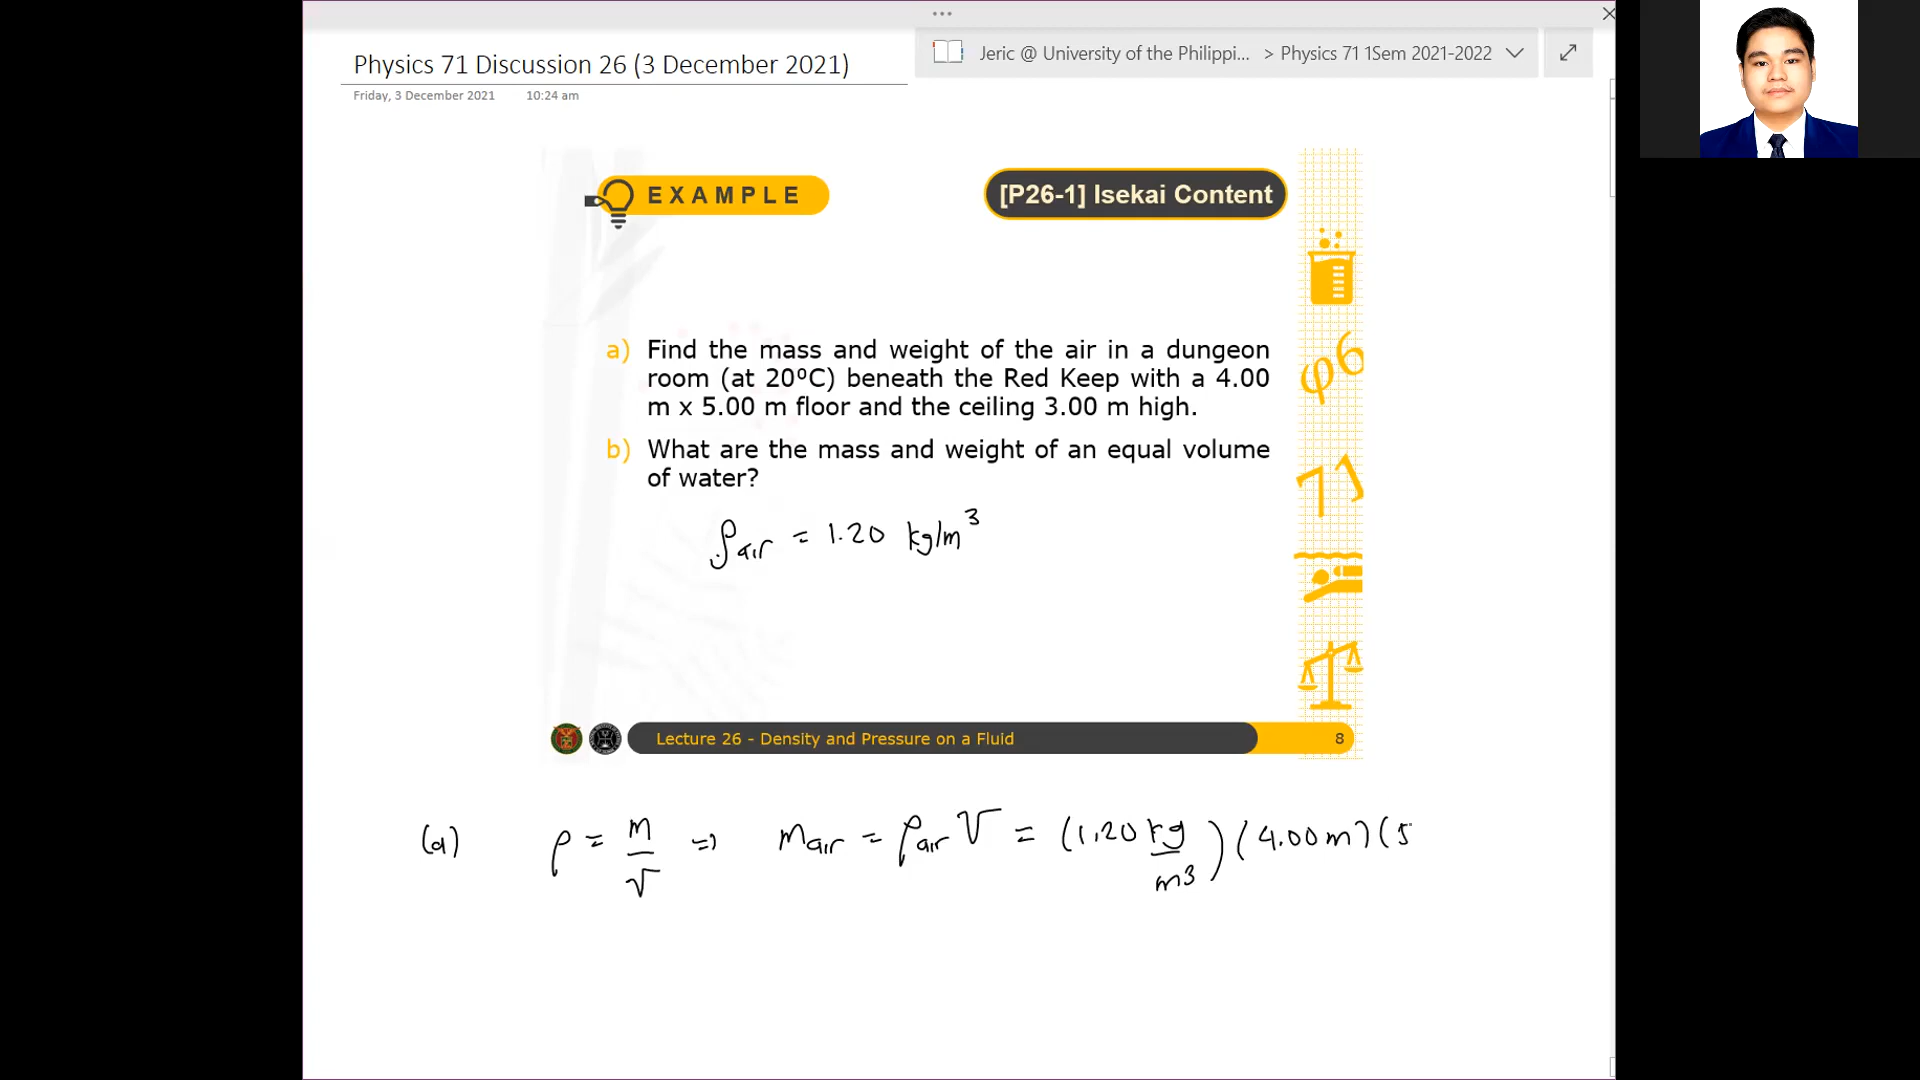 Physics 71 Discussion 26 (3 December 2021)
Friday, 3 December 2021 10:24 am
Jeric @ University of the Philippi... > Physics 71 1Sem 2021-2022
EXAMPLE
[P26-1] Isekai Content
a) Find the mass and weight of the air in a dungeon
room (at 20ºC) beneath the Red Keep with a 4.00
m x 5.00 m floor and the ceiling 3.00 m high.
b) What are the mass and weight of an equal volume
of water?
ρair = 1.20 kg/m³
φ6
71
Lecture 26 - Density and Pressure on a Fluid 8
(a) ρ = m/V ⇒ mair = ρair V = (1.20 kg/m³)(4.00m)(5